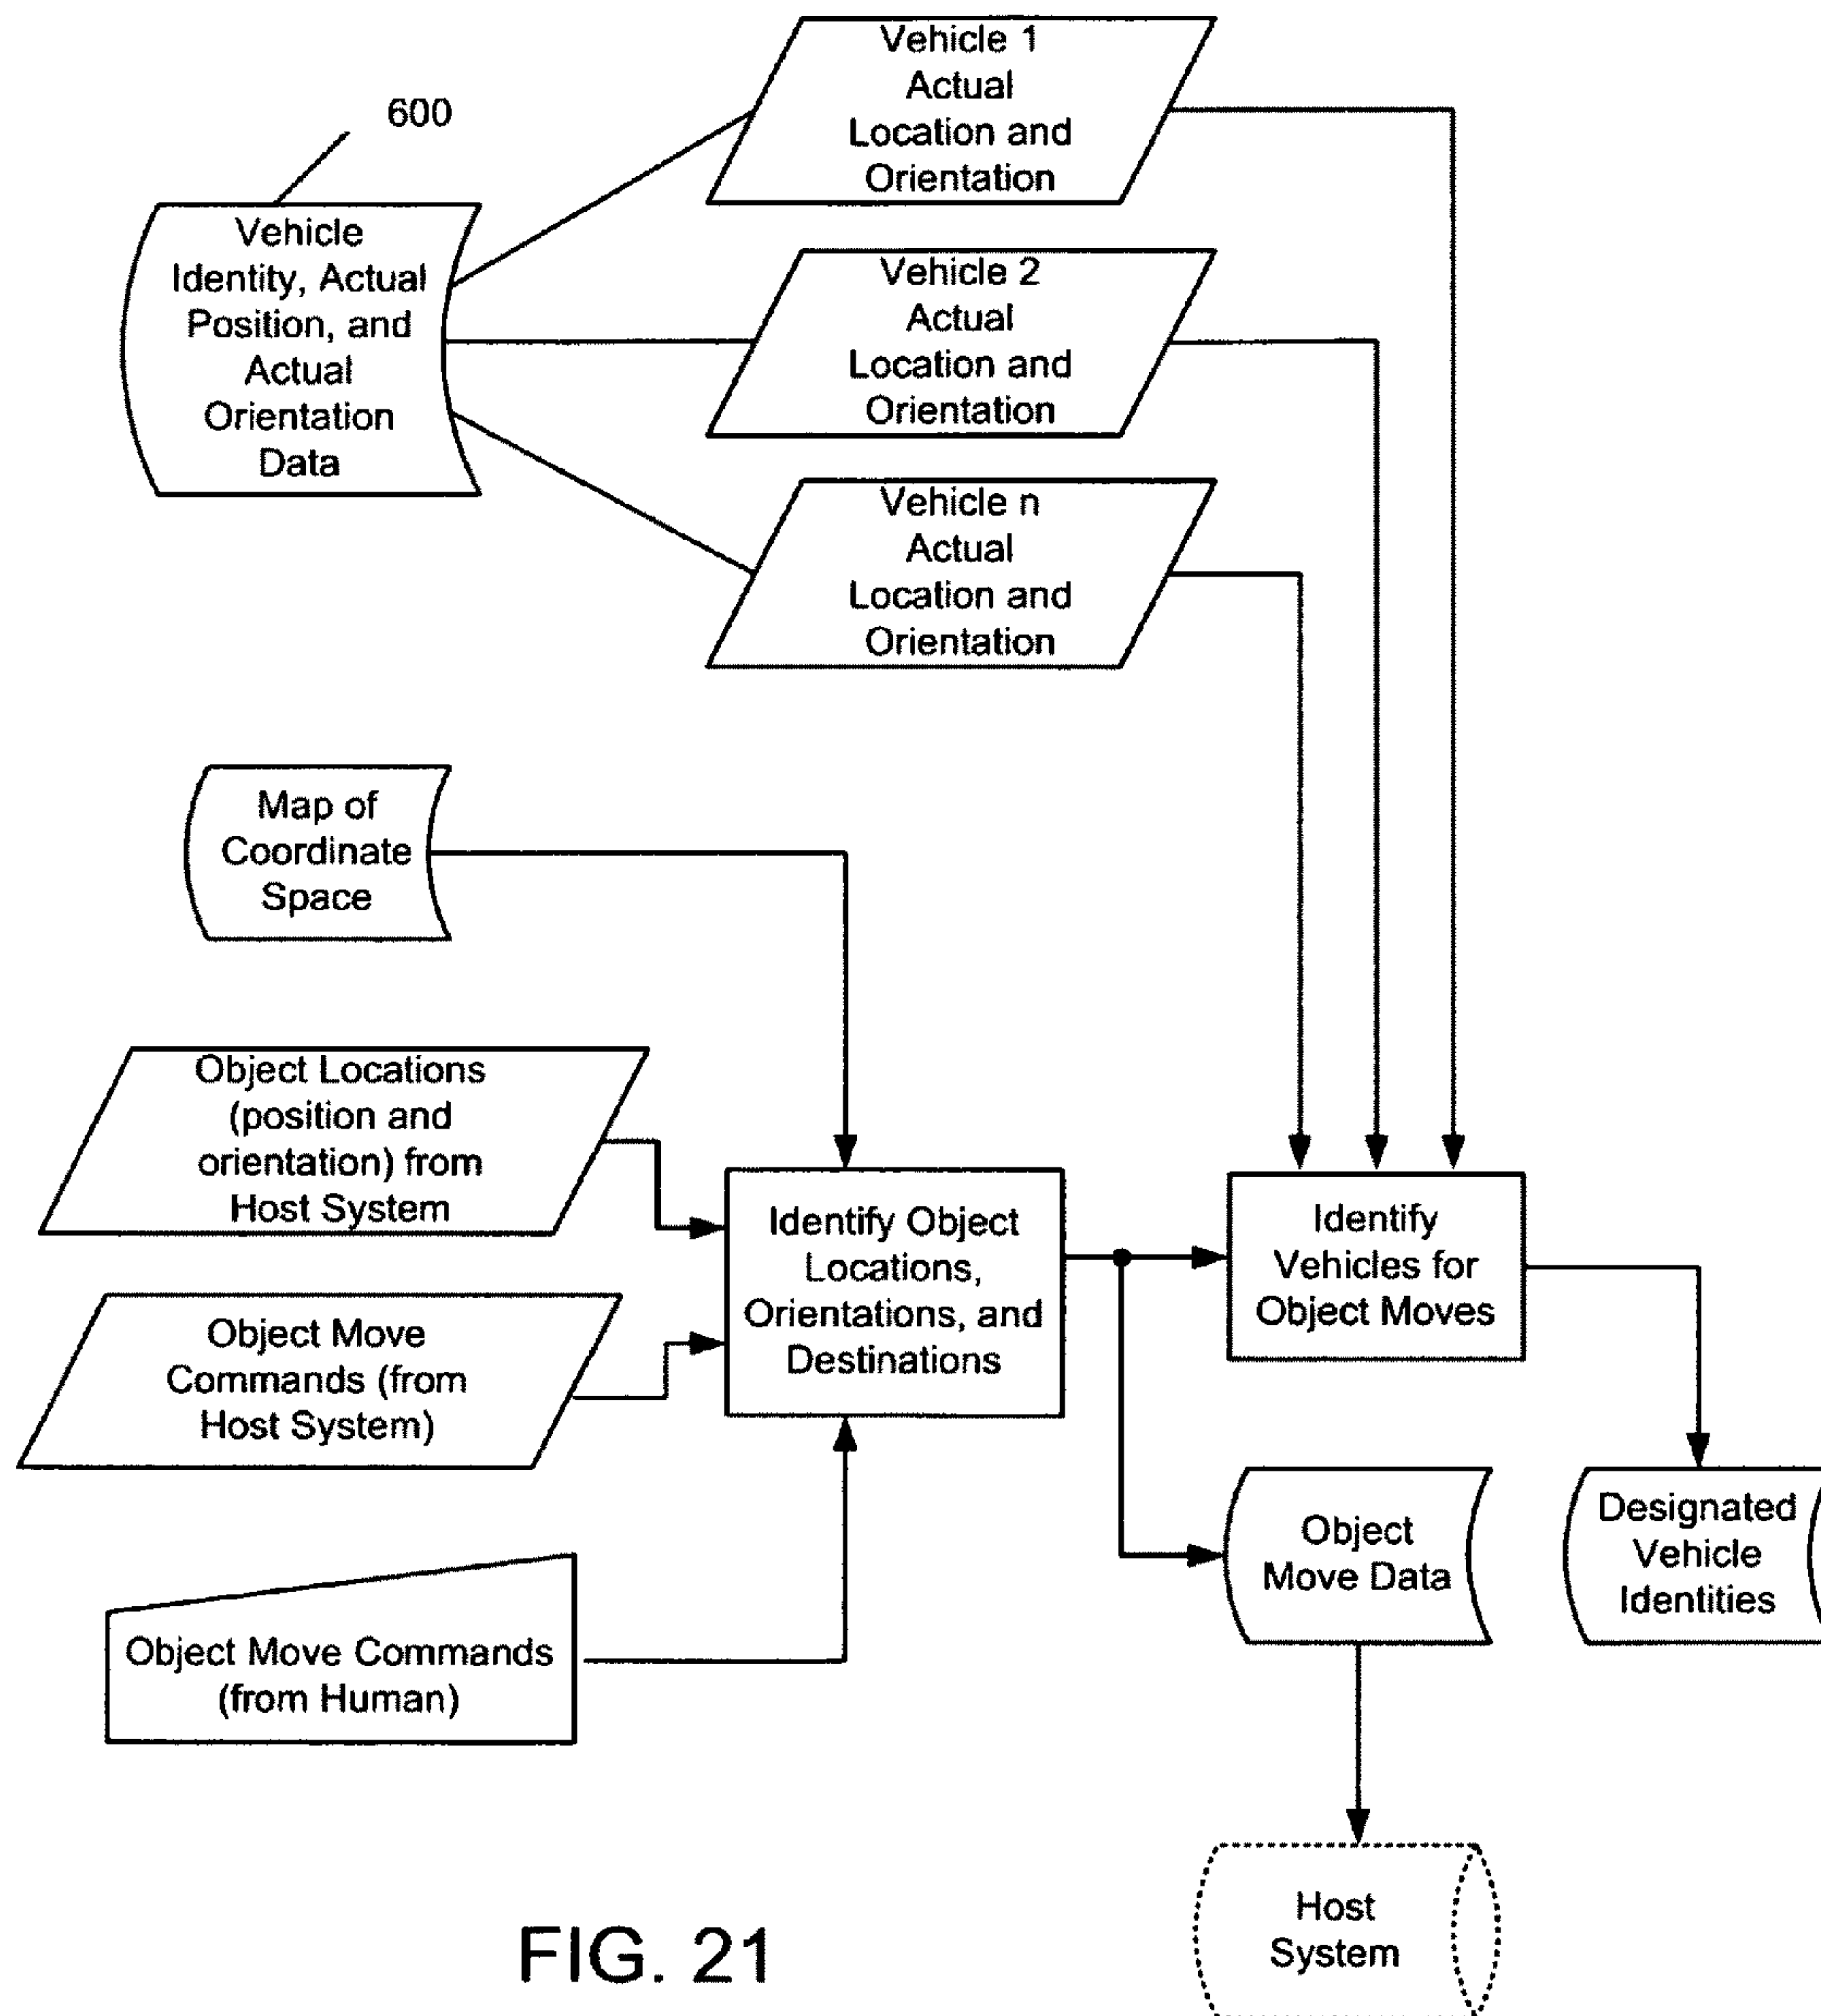 Vehicle 1
Actual
Location and
Orientation
600
Vehicle
Identity, Actual
Position, and
Actual
Orientation
Data
Vehicle 2
Actual
Location and
Orientation
Vehicle n
Actual
Location and
Orientation
Map of
Coordinate
Space
Object Locations
(position and
orientation) from
Host System
Identify Object
Locations,
Orientations, and
Destinations
Identify
Vehicles for
Object Moves
Object Move
Commands (from
Host System)
Object Move Commands
(from Human)
Object
Move Data
Designated
Vehicle
Identities
Host
System
FIG. 21